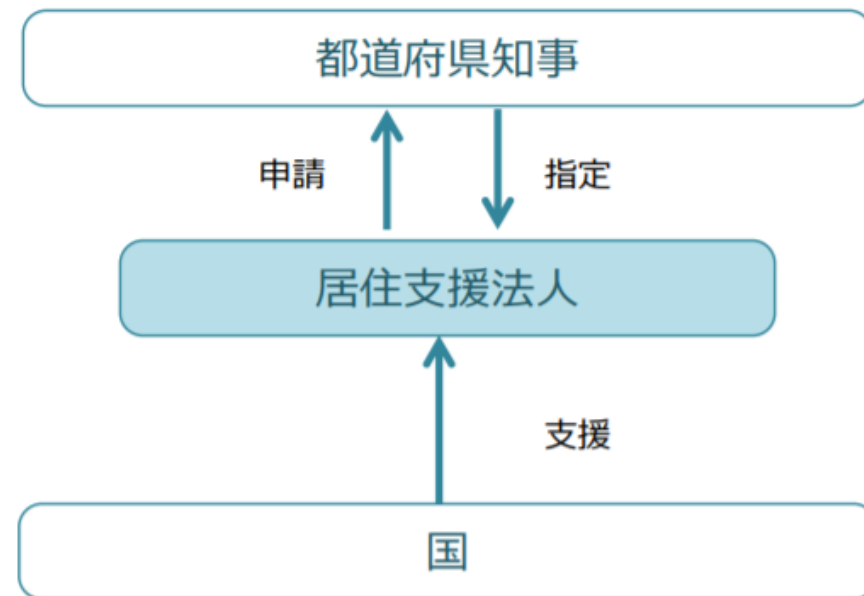 都道府県知事
申請
指定
居住支援法人
支援
国